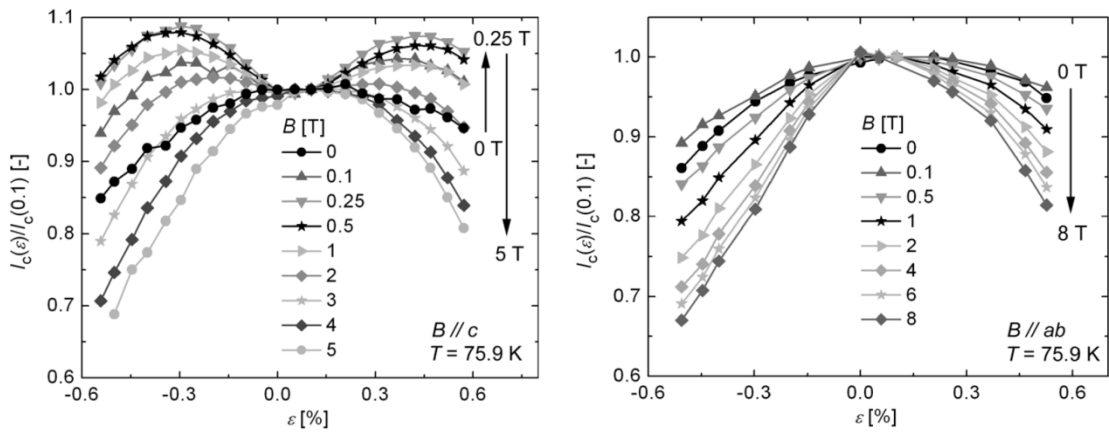 1.1
1.0
0.9
0.8
0.7
0.6
-0.6
-0.3
0.0
0.3
0.6
Ic(ε)/Ic(0.1) [-]
ε [%]
B [T]
0
0.1
0.25
0.5
1
2
3
4
5
0.25 T
0 T
5 T
B // c
T = 75.9 K
1.0
0.9
0.8
0.7
0.6
-0.6
-0.3
0.0
0.3
0.6
Ic(ε)/Ic(0.1) [-]
ε [%]
B [T]
0
0.1
0.5
1
2
4
6
8
0 T
8 T
B // ab
T = 75.9 K